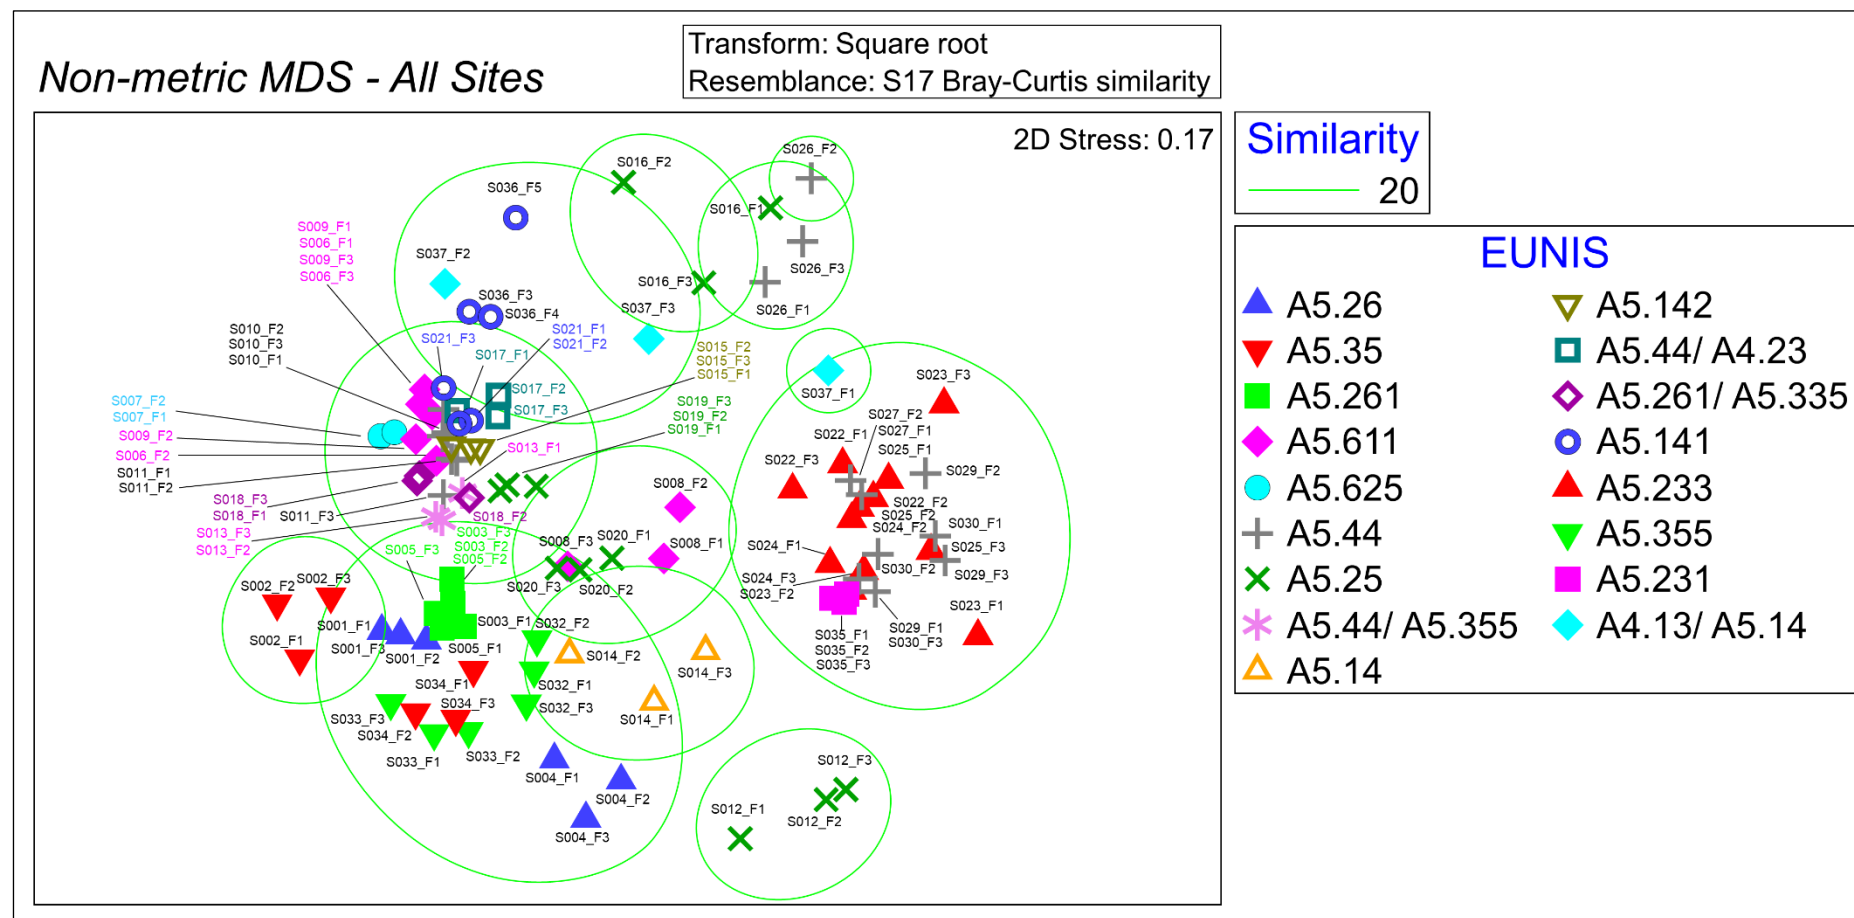 Non-metric MDS - All Sites
Transform: Square root
Resemblance: S17 Bray-Curtis similarity
2D Stress: 0.17
Similarity
20
EUNIS
A5.26
A5.35
A5.261
A5.611
A5.625
A5.44
A5.25
A5.44/ A5.355
A5.14
A5.142
A5.44/ A4.23
A5.261/ A5.335
A5.141
A5.233
A5.355
A5.231
A4.13/ A5.14
S026_F2
S016_F2
S036_F5
S016_F1
S009_F1
S006_F1
S009_F3
S006_F3
S037_F2
S026_F3
S016_F3
S036_F3
S036_F4
S037_F3
S026_F1
S010_F2
S010_F3
S010_F1
S021_F3
S021_F1
S021_F2
S017_F1
S015_F2
S015_F3
S015_F1
S017_F2
S017_F3
S037_F1
S023_F3
S007_F2
S007_F1
S019_F3
S019_F2
S019_F1
S027_F2
S027_F1
S009_F2
S006_F2
S013_F1
S022_F1
S025_F1
S022_F3
S029_F2
S011_F1
S011_F2
S018_F3
S018_F1
S011_F3
S018_F2
S008_F2
S022_F2
S025_F2
S024_F2
S013_F3
S013_F2
S003_F3
S003_F2
S005_F2
S005_F3
S008_F3
S020_F1
S008_F1
S030_F1
S025_F3
S029_F3
S024_F1
S030_F2
S024_F3
S023_F2
S020_F3
S020_F2
S002_F2
S002_F3
S023_F1
S001_F1
S003_F1
S032_F2
S029_F1
S030_F3
S002_F1
S001_F3
S001_F2
S005_F1
S014_F2
S014_F3
S035_F1
S035_F2
S035_F3
S034_F1
S032_F1
S034_F3
S032_F3
S033_F3
S034_F2
S014_F1
S033_F1
S033_F2
S004_F1
S004_F2
S004_F3
S012_F3
S012_F1
S012_F2